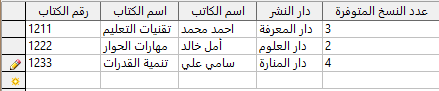 رقم الكتاب اسم الكتاب اسم الكاتب دار النشر عدد النسخ المتوفرة
1211 تقنيات التعليم احمد محمد دار المعرفة 3
1222 مهارات الحوار أمل خالد دار العلوم 2
1233 تنمية القدرات سامي علي دار المنارة 4